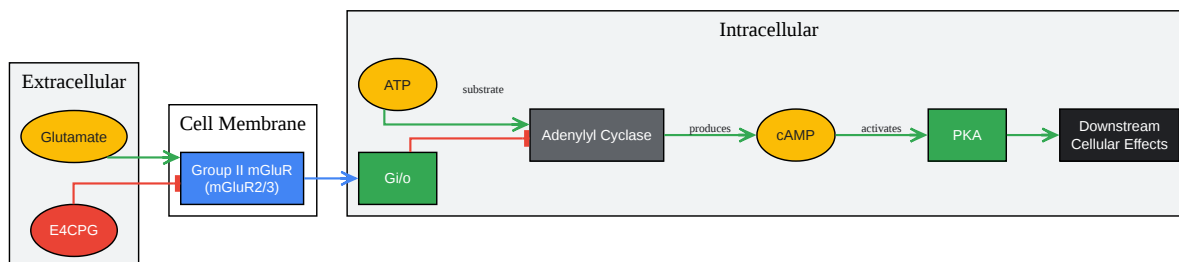 Extracellular
Glutamate
E4CPG
Cell Membrane
Group II mGluR
(mGluR2/3)
Intracellular
ATP
substrate
Gi/o
Adenylyl Cyclase
produces
cAMP
activates
PKA
Downstream
Cellular Effects